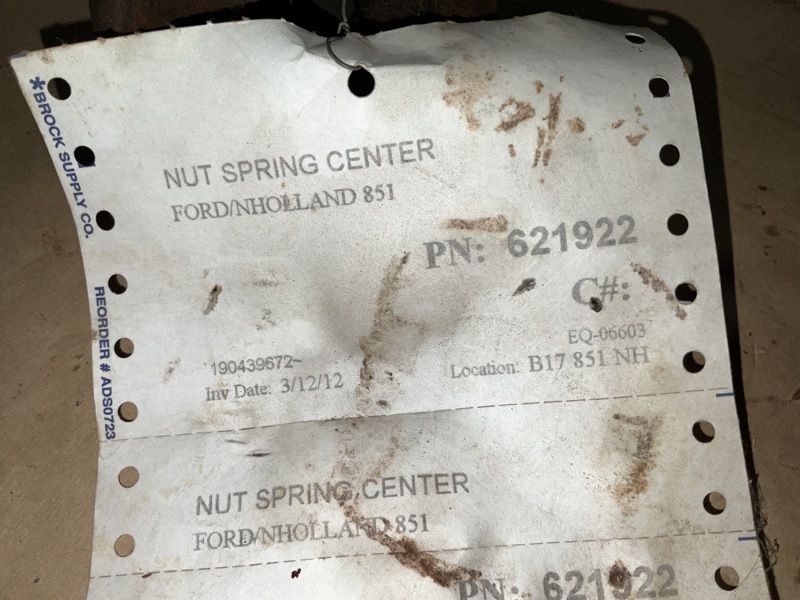 *BROCK SUPPLY CO.
REORDER # ADS0723
NUT SPRING CENTER
FORD/NHOLLAND 851
PN: 621922
C#:
EQ-06603
190439672~
Location: B17 851 NH
Inv Date: 3/12/12
NUT SPRING CENTER
FORD/NHOLLAND 851
PN: 621922